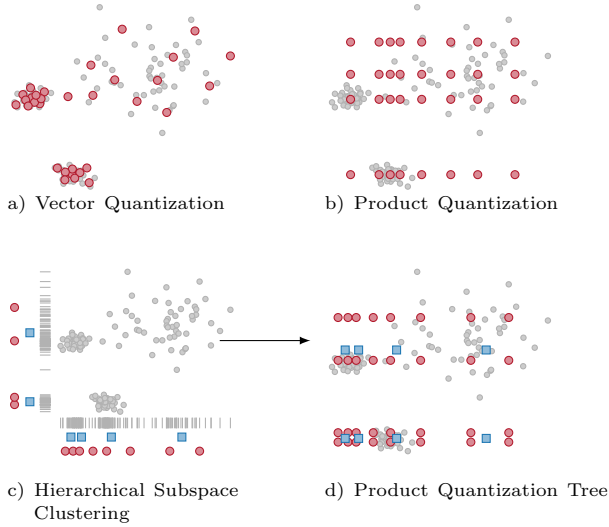 a) Vector Quantization
b) Product Quantization
c) Hierarchical Subspace
Clustering
d) Product Quantization Tree